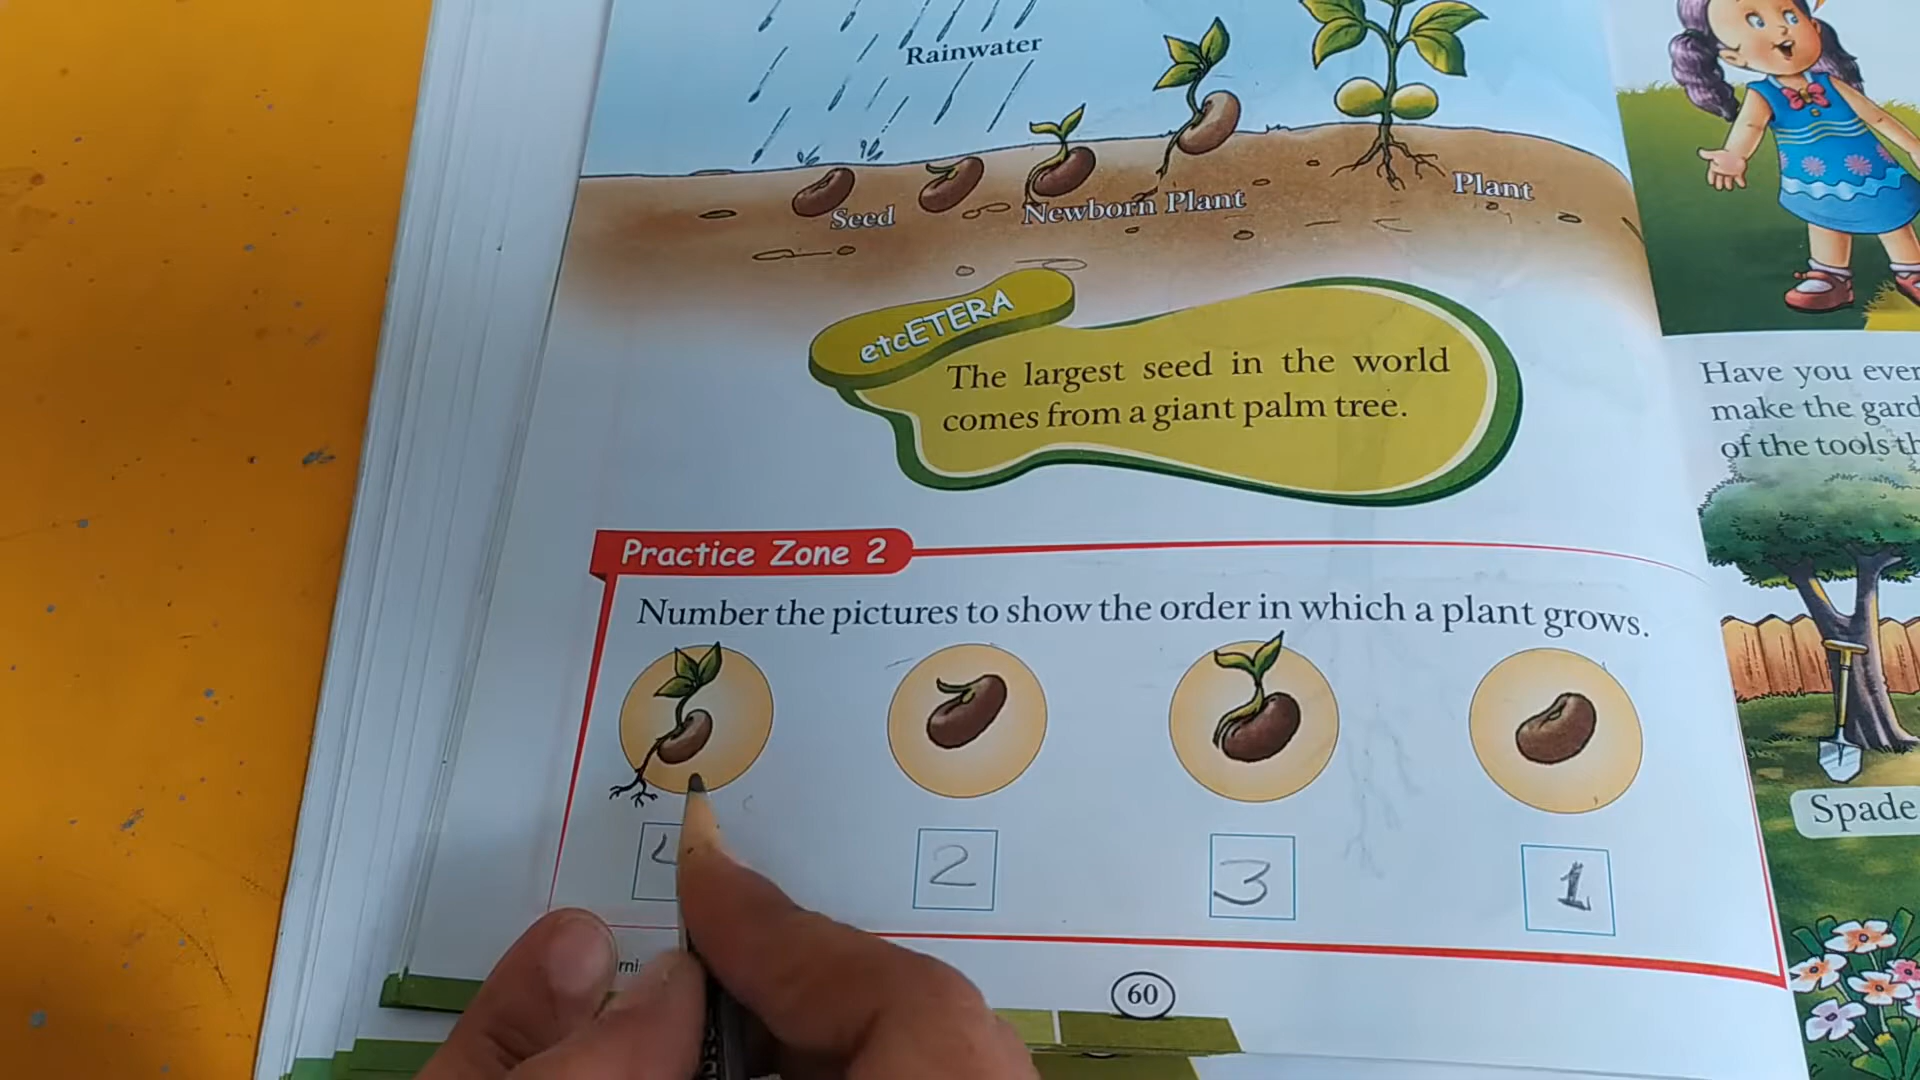 Rainwater
Seed
Newborn Plant
Plant
etcETERA
The largest seed in the world
comes from a giant palm tree.
Practice Zone 2
Number the pictures to show the order in which a plant grows.
4
2
3
1
60
Have you ever
make the gard
of the tools th
Spade